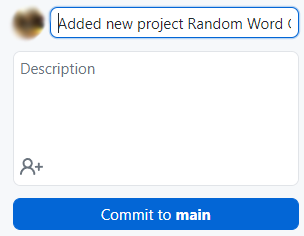 Added new project Random Word
Description
Commit to main